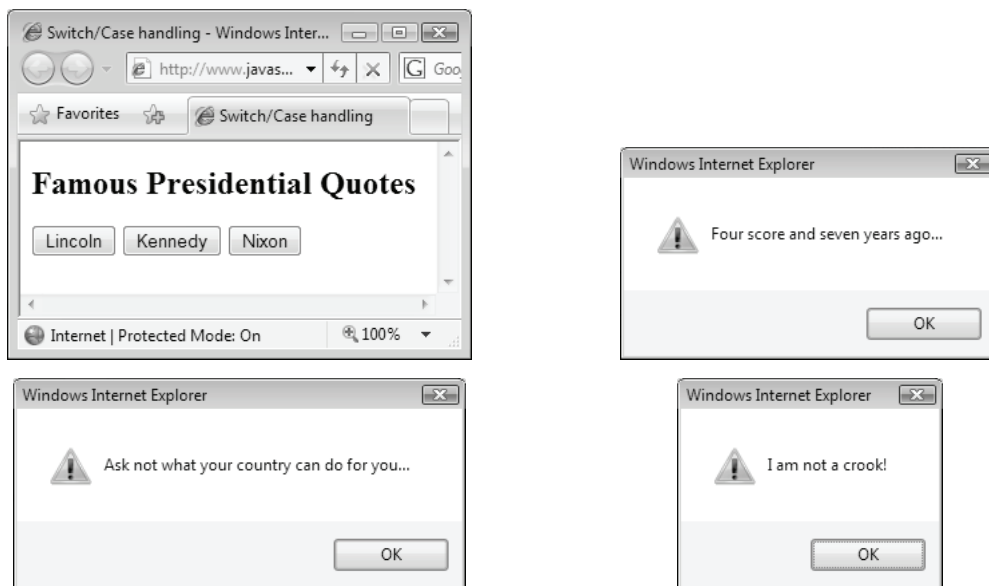 Switch/Case handling - Windows Inter...
http://www.javas...
G Goo
Favorites
Switch/Case handling
Famous Presidential Quotes
Lincoln Kennedy Nixon
Internet | Protected Mode: On 100%
Windows Internet Explorer
Four score and seven years ago...
OK
Windows Internet Explorer
Ask not what your country can do for you...
OK
Windows Internet Explorer
I am not a crook!
OK